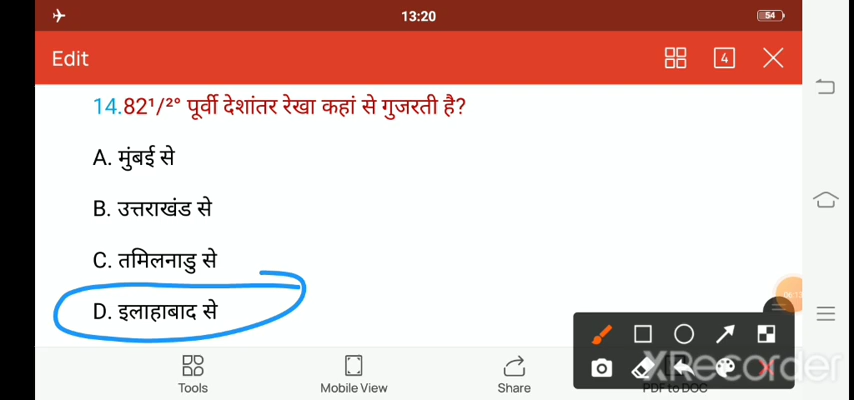 13:20
54
Edit
4
14.82¹/²° पूर्वी देशांतर रेखा कहां से गुजरती है?
A. मुंबई से
B. उत्तराखंड से
C. तमिलनाडु से
D. इलाहाबाद से
Tools
Mobile View
Share
PDF to DOC
XRecorder